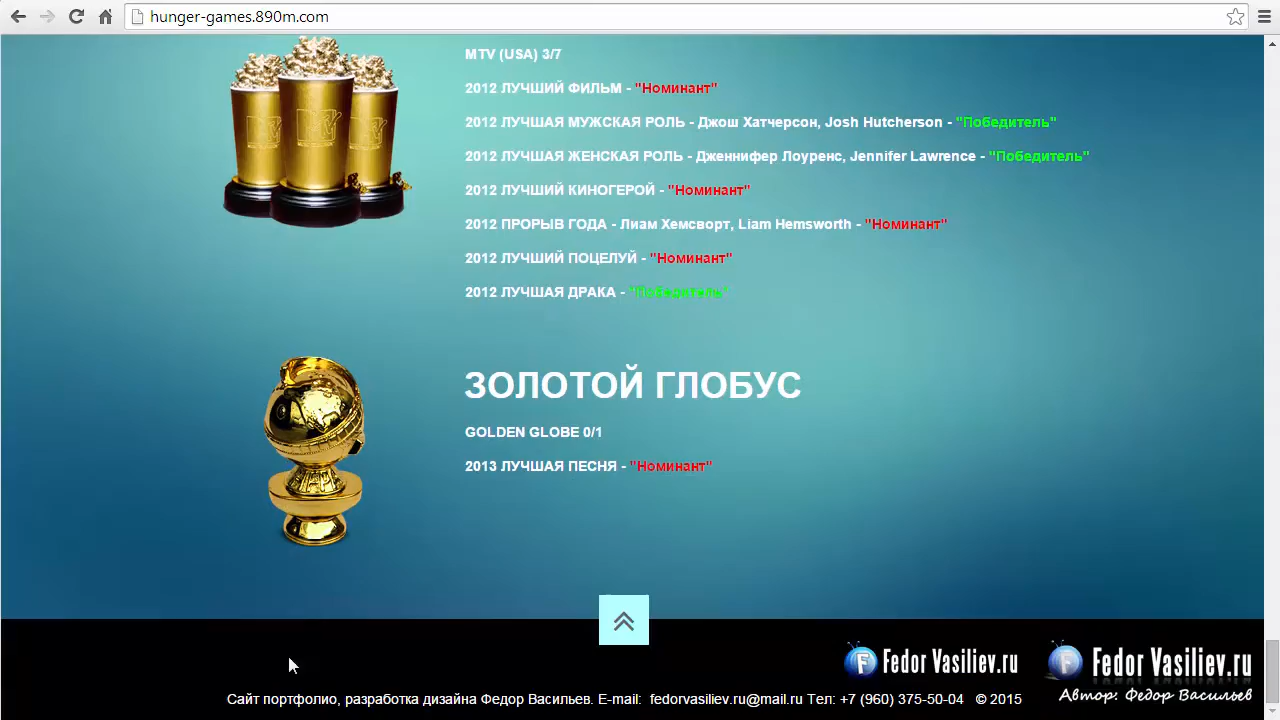 hunger-games.890m.com
MTV (USA) 3/7
2012 ЛУЧШИЙ ФИЛЬМ - "Номинант"
2012 ЛУЧШАЯ МУЖСКАЯ РОЛЬ - Джош Хатчерсон, Josh Hutcherson - "Победитель"
2012 ЛУЧШАЯ ЖЕНСКАЯ РОЛЬ - Дженнифер Лоуренс, Jennifer Lawrence - "Победитель"
2012 ЛУЧШИЙ КИНОГЕРОЙ - "Номинант"
2012 ПРОРЫВ ГОДА - Лиам Хемсворт, Liam Hemsworth - "Номинант"
2012 ЛУЧШИЙ ПОЦЕЛУЙ - "Номинант"
2012 ЛУЧШАЯ ДРАКА - "Победитель"
ЗОЛОТОЙ ГЛОБУС
GOLDEN GLOBE 0/1
2013 ЛУЧШАЯ ПЕСНЯ - "Номинант"
F Fedor Vasiliev.ru
F Fedor Vasiliev.ru
Автор: Федор Васильев
Сайт портфолио, разработка дизайна Федор Васильев. E-mail: fedorvasiliev.ru@mail.ru Тел: +7 (960) 375-50-04 © 2015